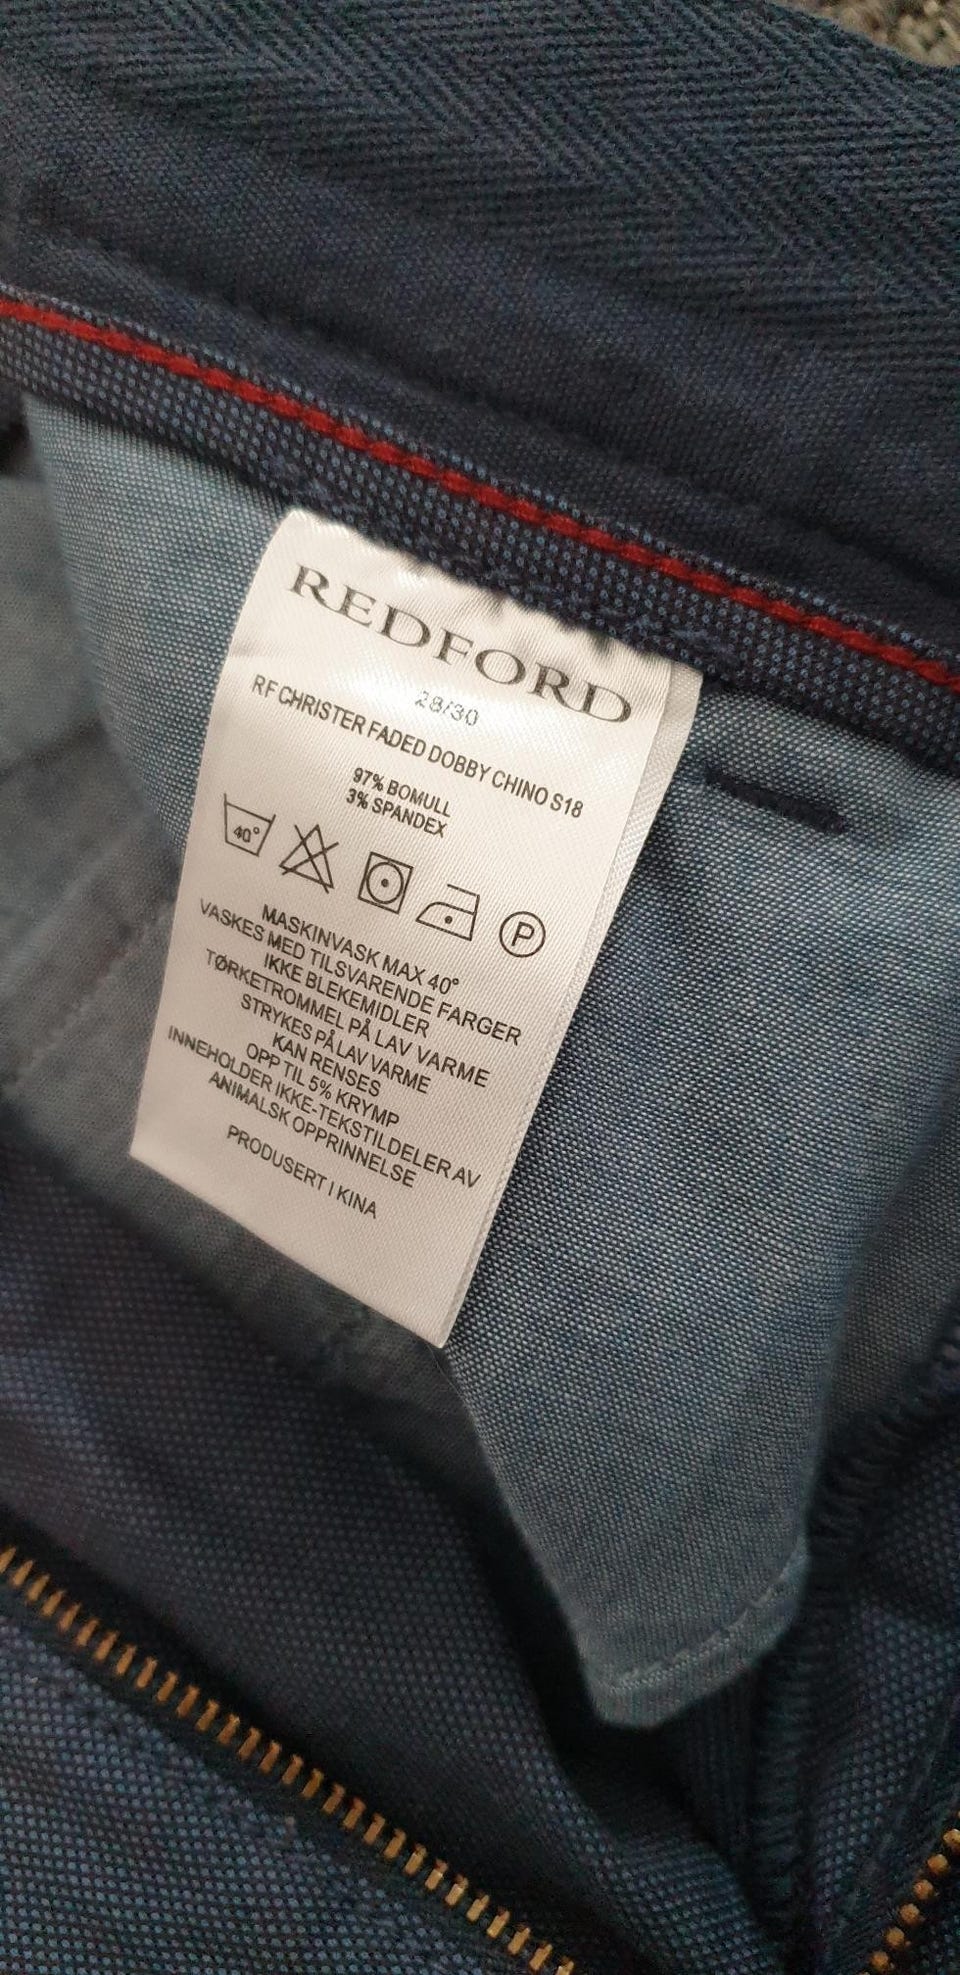 REDFORD
28/30
RF CHRISTER FADED DOBBY CHINO S18
97% BOMULL
3% SPANDEX
40°
P
MASKINVASK MAX 40°
VASKES MED TILSVARENDE FARGER
IKKE BLEKEMIDLER
TØRKETROMMEL PÅ LAV VARME
STRYKES PÅ LAV VARME
KAN RENSES
OPP TIL 5% KRYMP
INNEHOLDER IKKE-TEKSTILDELER AV
ANIMALSK OPPRINNELSE
PRODUSERT I KINA